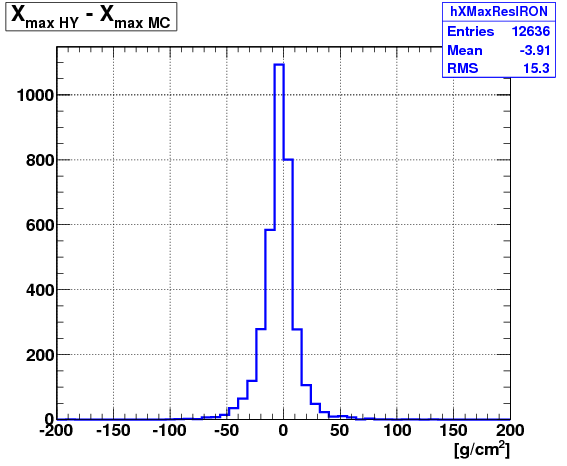 X max HY - X max MC
hXMaxResIRON
Entries 12636
Mean -3.91
RMS 15.3
1000
800
600
400
200
0
-200 -150 -100 -50 0 50 100 150 200
[g/cm²]